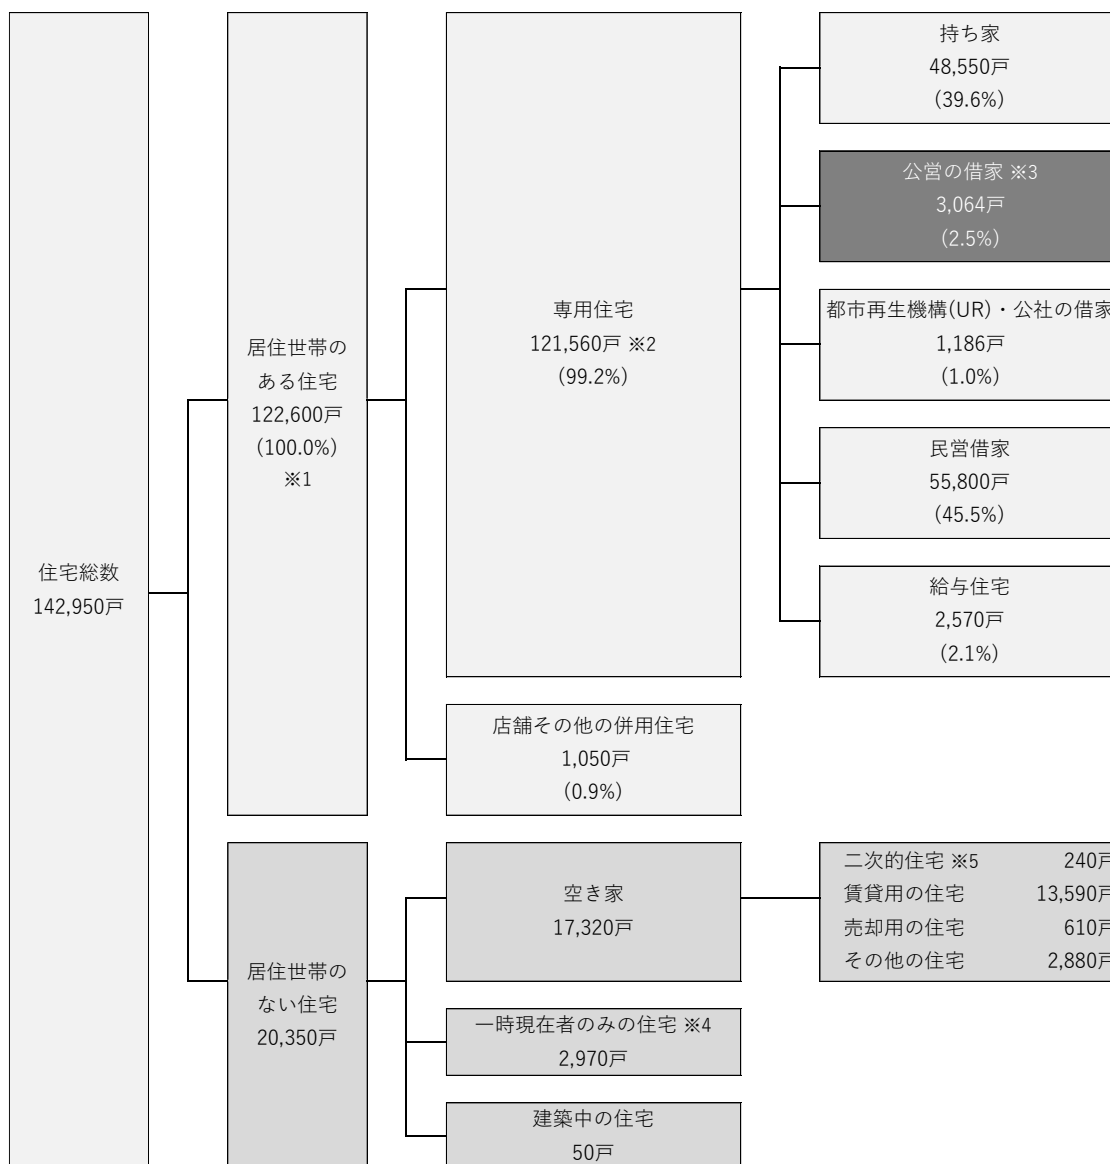 住宅総数
142,950戸
居住世帯の
ある住宅
122,600戸
(100.0%)
※1
専用住宅
121,560戸 ※2
(99.2%)
持ち家
48,550戸
(39.6%)
公営の借家 ※3
3,064戸
(2.5%)
都市再生機構(UR)・公社の借家
1,186戸
(1.0%)
民営借家
55,800戸
(45.5%)
給与住宅
2,570戸
(2.1%)
店舗その他の併用住宅
1,050戸
(0.9%)
居住世帯の
ない住宅
20,350戸
空き家
17,320戸
二次的住宅 ※5 240戸
賃貸用の住宅 13,590戸
売却用の住宅 610戸
その他の住宅 2,880戸
一時現在者のみの住宅 ※4
2,970戸
建築中の住宅
50戸